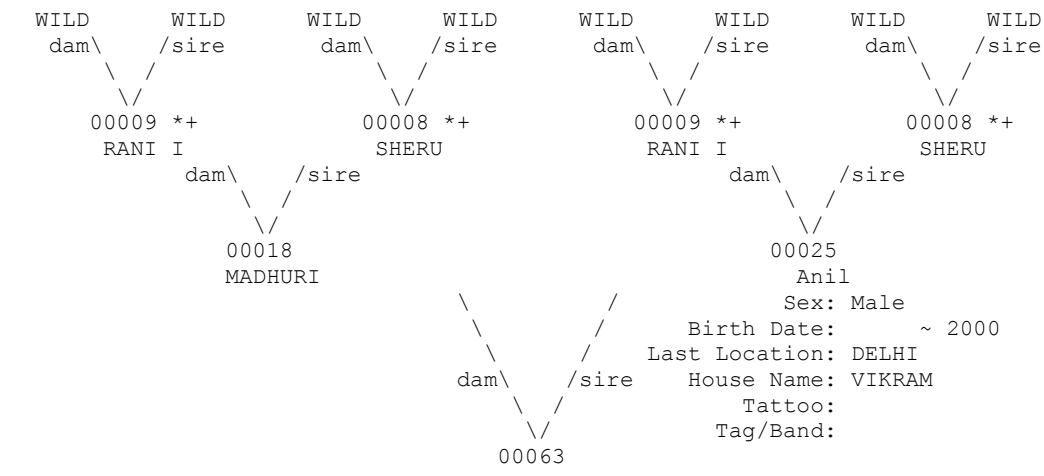 WILD WILD WILD WILD WILD WILD WILD WILD
dam\ /sire dam\ /sire dam\ /sire dam\ /sire
\ / \ / \ / \ /
\/ \/ \/ \/
00009 *+ 00008 *+ 00009 *+ 00008 *+
RANI I SHERU RANI I SHERU
dam\ /sire dam\ /sire
\ / \ /
\/ \/
00018 00025
MADHURI Anil
\ / Sex: Male
\ / Birth Date: ~ 2000
\ / Last Location: DELHI
dam\ /sire House Name: VIKRAM
\ / Tattoo:
\/ Tag/Band:
00063